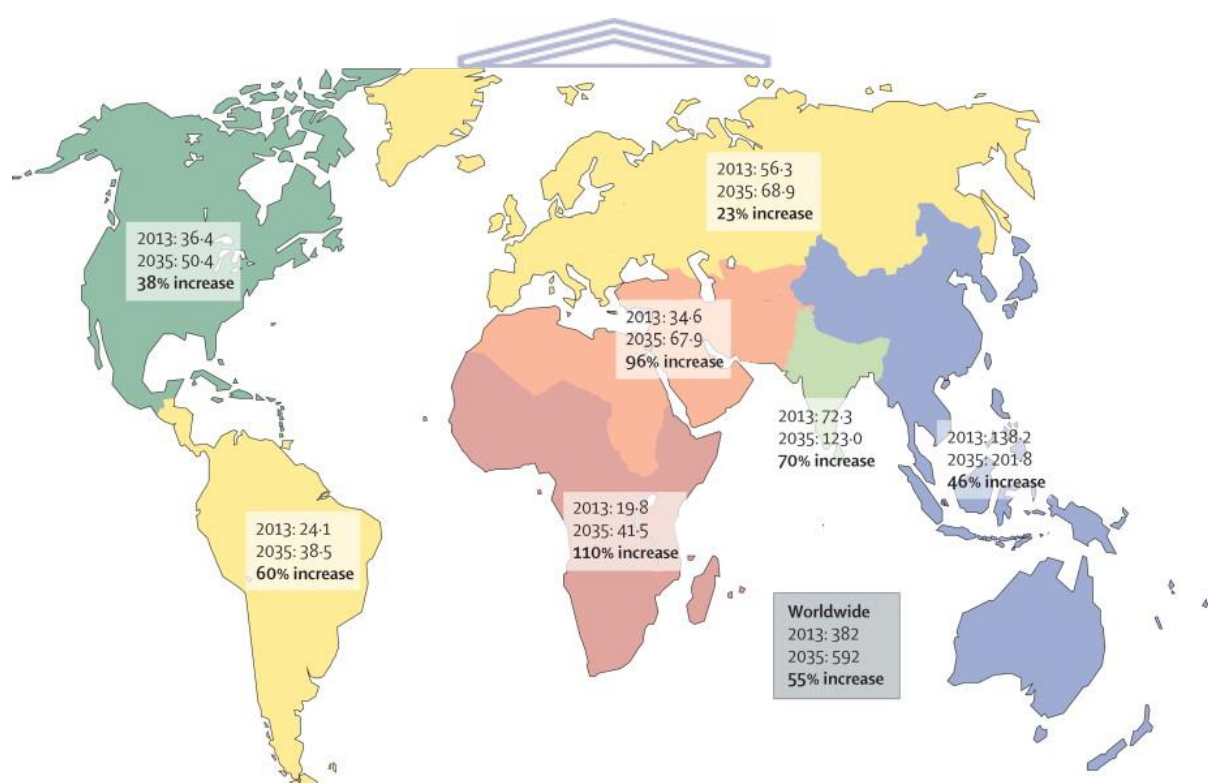 2013: 56·3
2035: 68·9
23% increase
2013: 36·4
2035: 50·4
38% increase
2013: 34·6
2035: 67·9
96% increase
2013: 72·3
2035: 123·0
70% increase
2013: 138·2
2035: 201·8
46% increase
2013: 19·8
2035: 41·5
110% increase
2013: 24·1
2035: 38·5
60% increase
Worldwide
2013: 382
2035: 592
55% increase